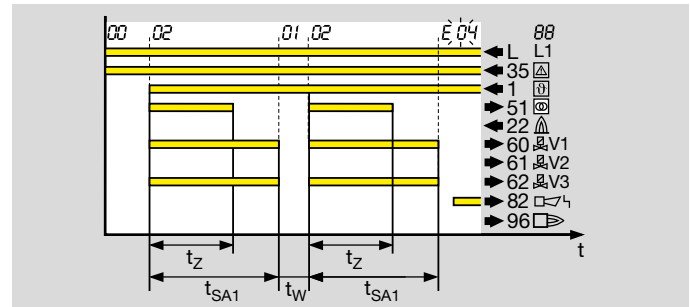 00 02 01 02 E 04 88
L L1
35
1
51
22
60 V1
61 V2
62 V3
82
96
t
tZ tZ
tSA1 tW tSA1